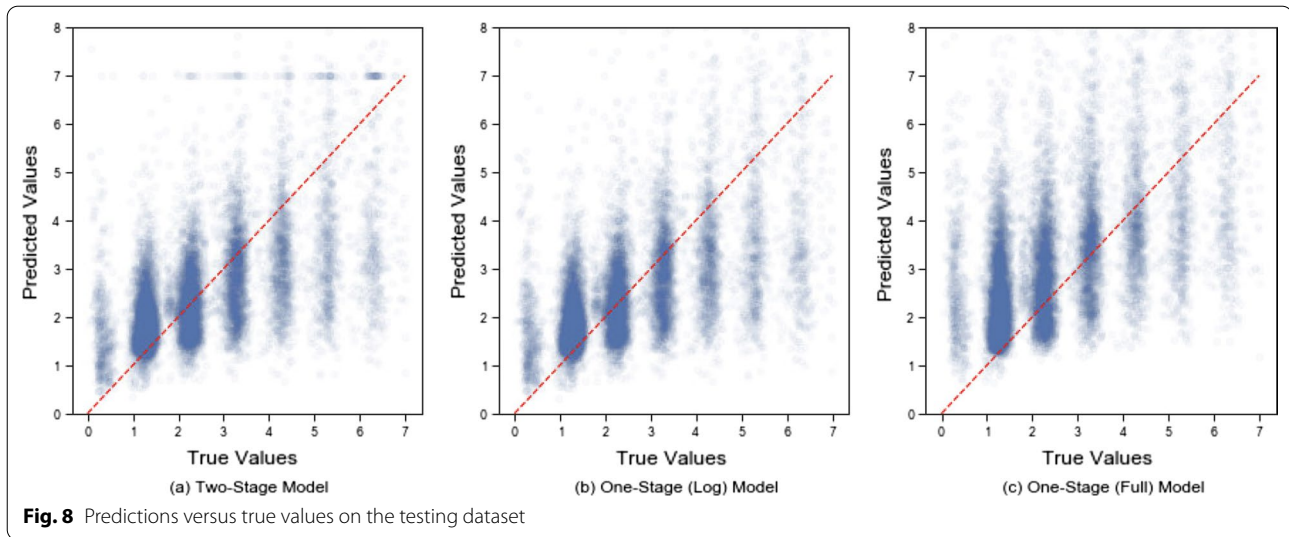 8
7
6
5
4
3
2
1
0
Predicted Values
0 1 2 3 4 5 6 7
True Values
(a) Two-Stage Model
8
7
6
5
4
3
2
1
0
Predicted Values
0 1 2 3 4 5 6 7
True Values
(b) One-Stage (Log) Model
8
7
6
5
4
3
2
1
0
Predicted Values
0 1 2 3 4 5 6 7
True Values
(c) One-Stage (Full) Model
Fig. 8 Predictions versus true values on the testing dataset